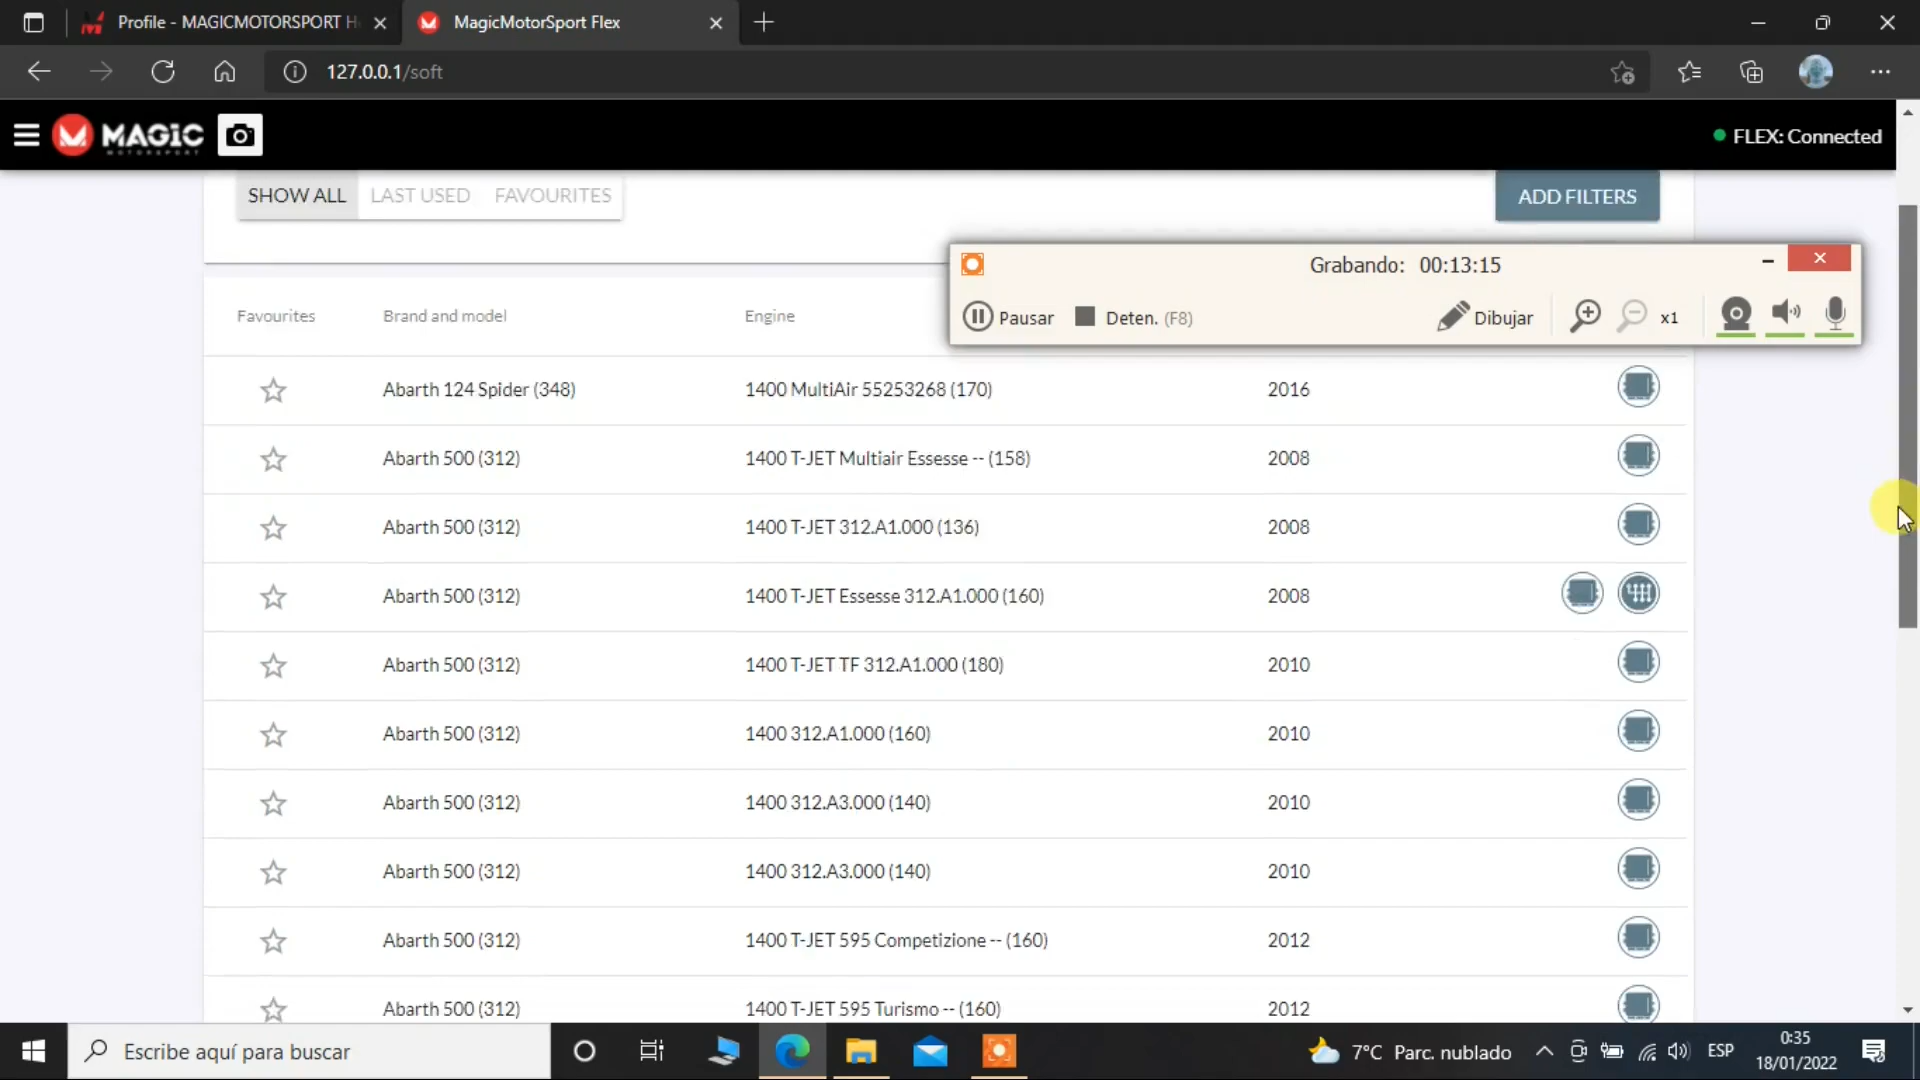 Profile - MAGICMOTORSPORT H
MagicMotorSport Flex
127.0.0.1/soft
MAGIC
MOTORSPORT
FLEX: Connected
SHOW ALL LAST USED FAVOURITES
ADD FILTERS
Grabando: 00:13:15
Pausar Deten. (F8) Dibujar x1
Favourites Brand and model Engine
Abarth 124 Spider (348) 1400 MultiAir 55253268 (170) 2016
Abarth 500 (312) 1400 T-JET Multiair Essesse -- (158) 2008
Abarth 500 (312) 1400 T-JET 312.A1.000 (136) 2008
Abarth 500 (312) 1400 T-JET Essesse 312.A1.000 (160) 2008
Abarth 500 (312) 1400 T-JET TF 312.A1.000 (180) 2010
Abarth 500 (312) 1400 312.A1.000 (160) 2010
Abarth 500 (312) 1400 312.A3.000 (140) 2010
Abarth 500 (312) 1400 312.A3.000 (140) 2010
Abarth 500 (312) 1400 T-JET 595 Competizione -- (160) 2012
Abarth 500 (312) 1400 T-JET 595 Turismo -- (160) 2012
Escribe aquí para buscar
7°C Parc. nublado
ESP
0:35
18/01/2022